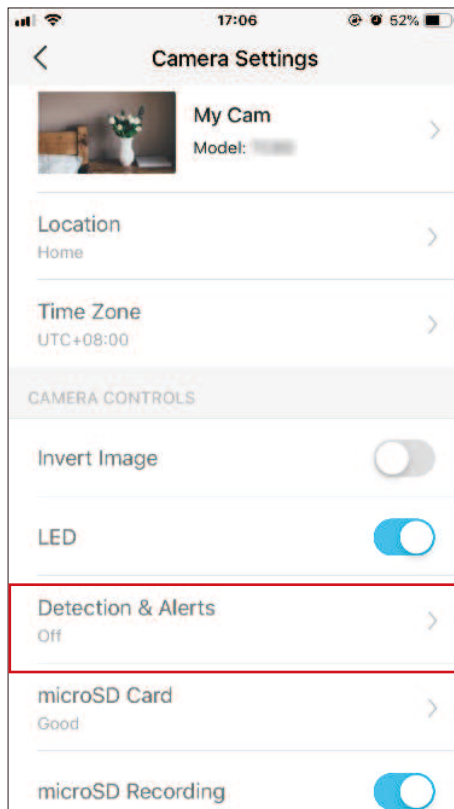 17:06
52%
Camera Settings
My Cam
Model:
Location
Home
Time Zone
UTC+08:00
CAMERA CONTROLS
Invert Image
LED
Detection & Alerts
Off
microSD Card
Good
microSD Recording